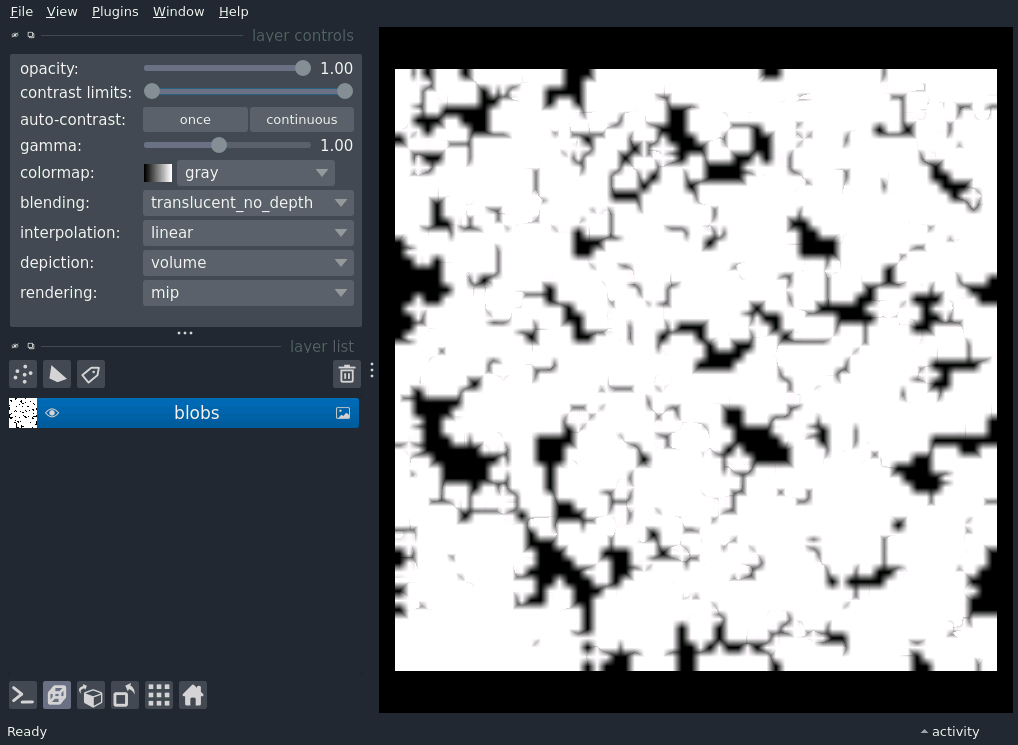 File View Plugins Window Help
layer controls
opacity: 1.00
contrast limits:
auto-contrast: once continuous
gamma: 1.00
colormap: gray
blending: translucent_no_depth
interpolation: linear
depiction: volume
rendering: mip
layer list
blobs
Ready activity